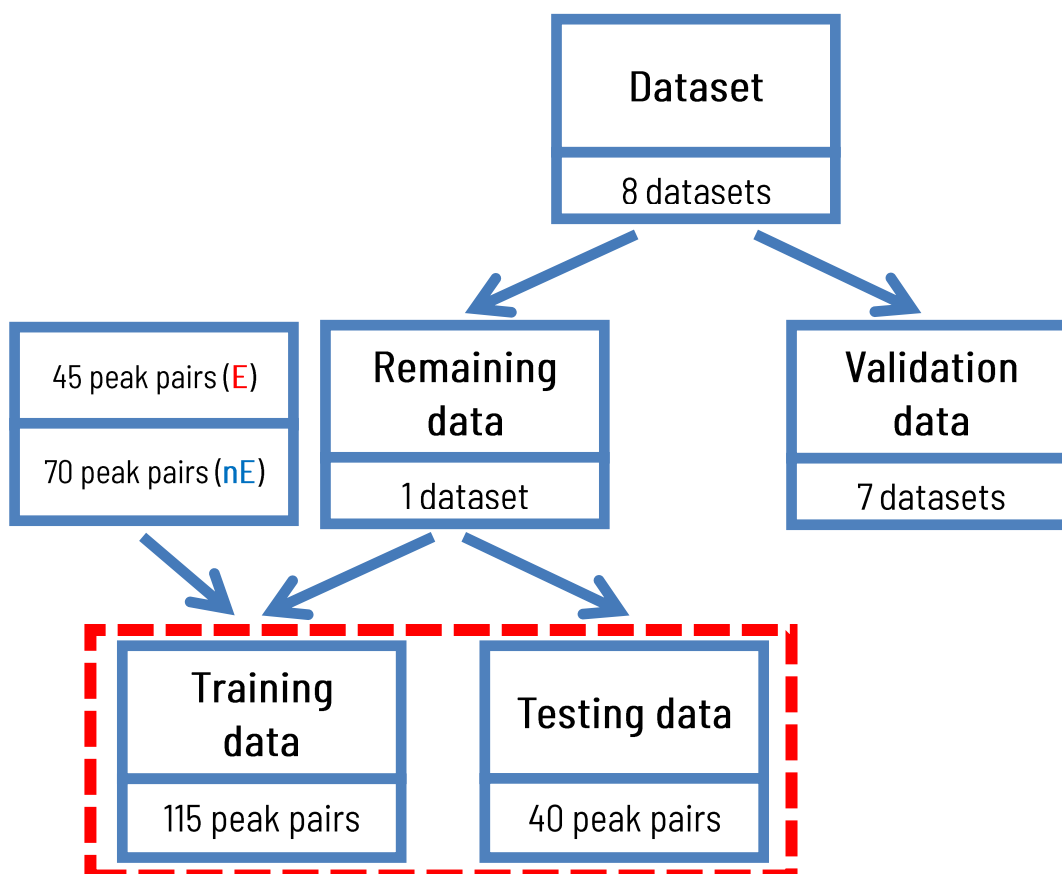 Dataset
8 datasets
45 peak pairs (E)
70 peak pairs (nE)
Remaining
data
1 dataset
Validation
data
7 datasets
Training
data
115 peak pairs
Testing data
40 peak pairs